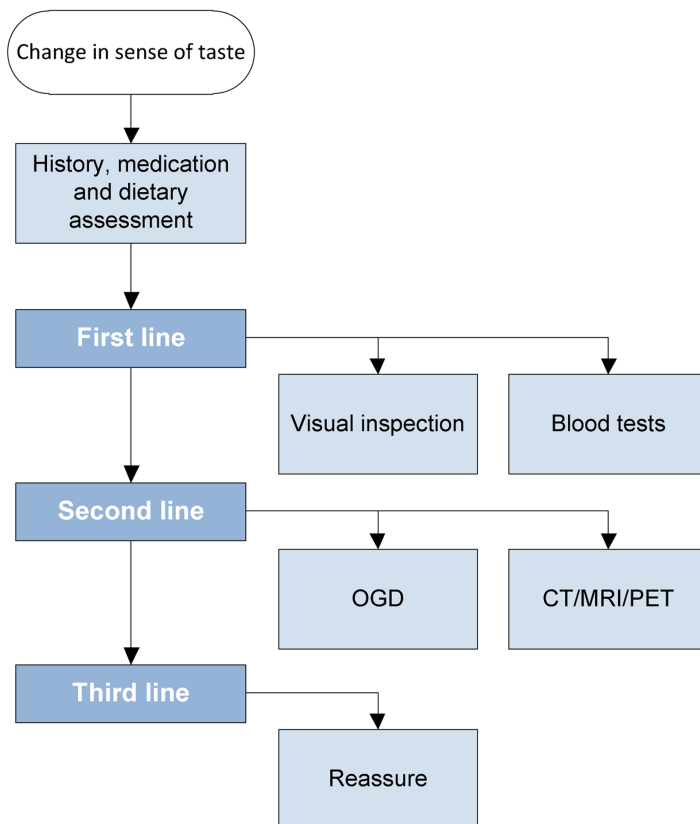 Change in sense of taste
History, medication
and dietary
assessment
First line
Visual inspection
Blood tests
Second line
OGD
CT/MRI/PET
Third line
Reassure